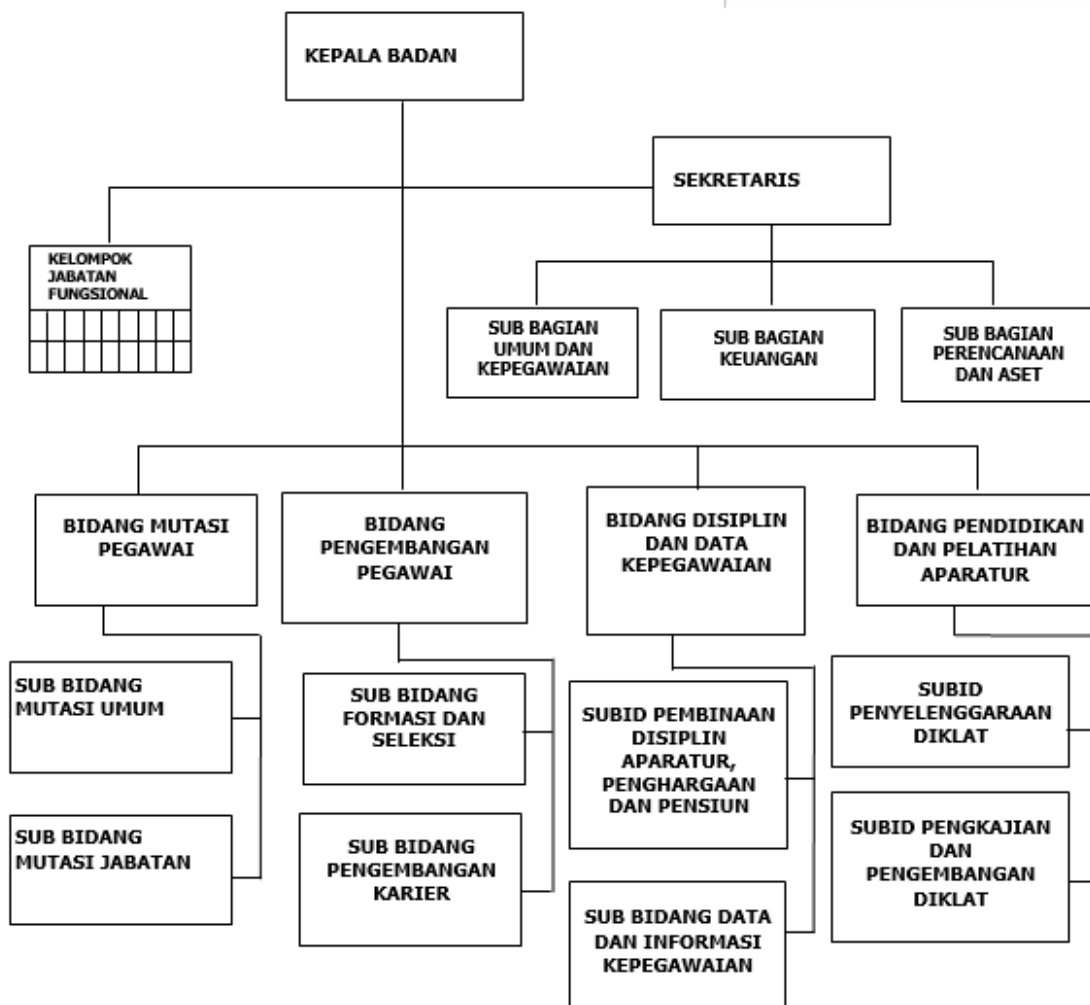 KEPALA BADAN
SEKRETARIS
KELOMPOK
JABATAN
FUNGSIONAL
SUB BAGIAN
UMUM DAN
KEPEGAWAIAN
SUB BAGIAN
KEUANGAN
SUB BAGIAN
PERENCANAAN
DAN ASET
BIDANG MUTASI
PEGAWAI
BIDANG
PENGEMBANGAN
PEGAWAI
BIDANG DISIPLIN
DAN DATA
KEPEGAWAIAN
BIDANG PENDIDIKAN
DAN PELATIHAN
APARATUR
SUB BIDANG
MUTASI UMUM
SUB BIDANG
FORMASI DAN
SELEKSI
SUBID PEMBINAAN
DISIPLIN
APARATUR,
PENGHARGAAN
DAN PENSIUN
SUBID
PENYELENGGARAAN
DIKLAT
SUB BIDANG
MUTASI JABATAN
SUB BIDANG
PENGEMBANGAN
KARIER
SUB BIDANG DATA
DAN INFORMASI
KEPEGAWAIAN
SUBID PENGKAJIAN
DAN
PENGEMBANGAN
DIKLAT